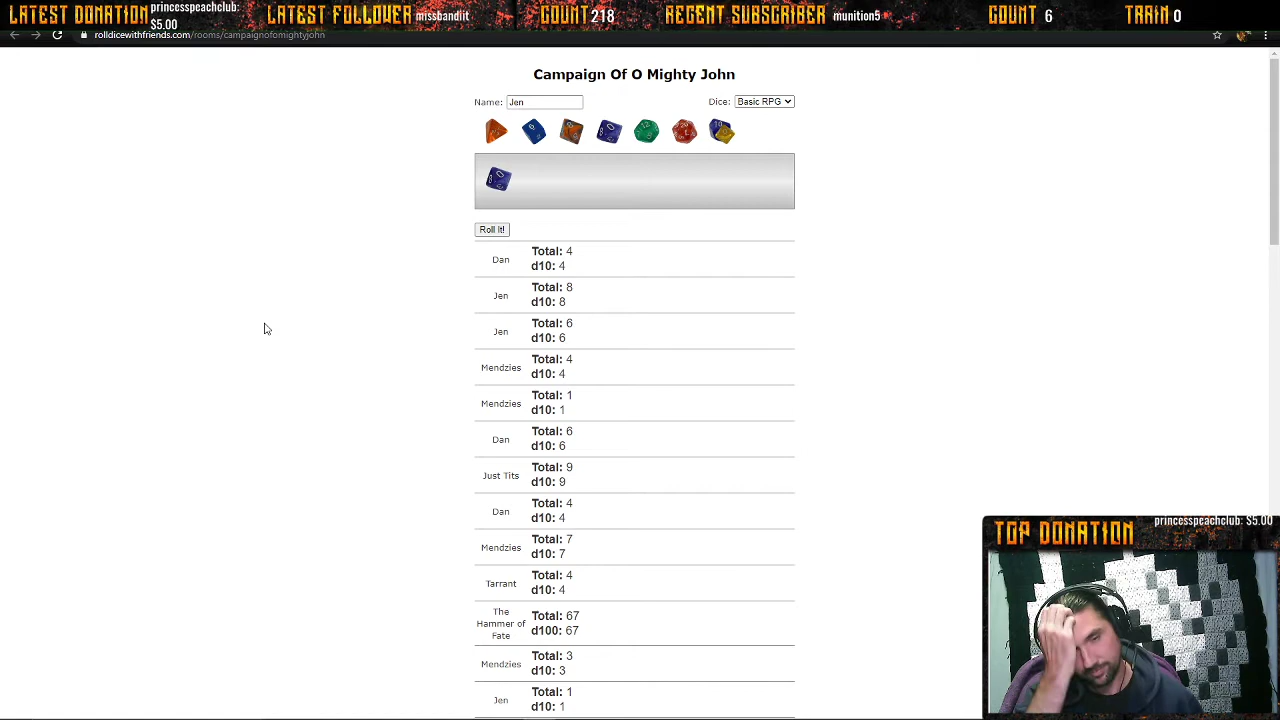 LATEST DONATION princesspeachclub: $5.00
LATEST FOLLOWER missbandiit
COUNT 218
RECENT SUBSCRIBER munition5
COUNT 6
TRAIN 0
rolldicewithfriends.com/rooms/campaignofomightyjohn
Campaign Of O Mighty John
Name: Jen
Dice: Basic RPG
Roll It!
Dan
Total: 4
d10: 4
Jen
Total: 8
d10: 8
Jen
Total: 6
d10: 6
Mendzies
Total: 4
d10: 4
Mendzies
Total: 1
d10: 1
Dan
Total: 6
d10: 6
Just Tits
Total: 9
d10: 9
Dan
Total: 4
d10: 4
Mendzies
Total: 7
d10: 7
Tarrant
Total: 4
d10: 4
The
Hammer of
Fate
Total: 67
d100: 67
Mendzies
Total: 3
d10: 3
Jen
Total: 1
d10: 1
TOP DONATION princesspeachclub: $5.00